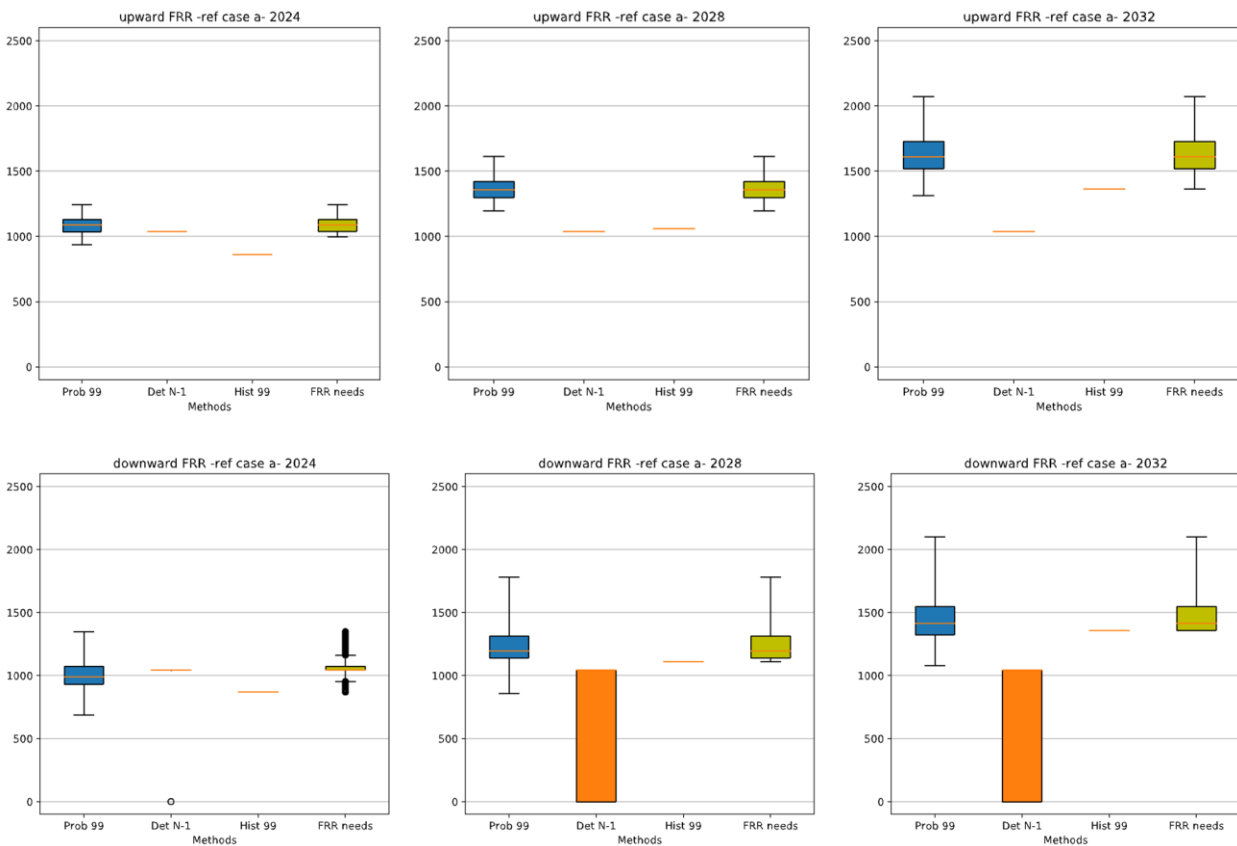 upward FRR -ref case a- 2024
2500
2000
1500
1000
500
0
Prob 99 Det N-1 Hist 99 FRR needs
Methods
upward FRR -ref case a- 2028
2500
2000
1500
1000
500
0
Prob 99 Det N-1 Hist 99 FRR needs
Methods
upward FRR -ref case a- 2032
2500
2000
1500
1000
500
0
Prob 99 Det N-1 Hist 99 FRR needs
Methods
downward FRR -ref case a- 2024
2500
2000
1500
1000
500
0
Prob 99 Det N-1 Hist 99 FRR needs
Methods
downward FRR -ref case a- 2028
2500
2000
1500
1000
500
0
Prob 99 Det N-1 Hist 99 FRR needs
Methods
downward FRR -ref case a- 2032
2500
2000
1500
1000
500
0
Prob 99 Det N-1 Hist 99 FRR needs
Methods